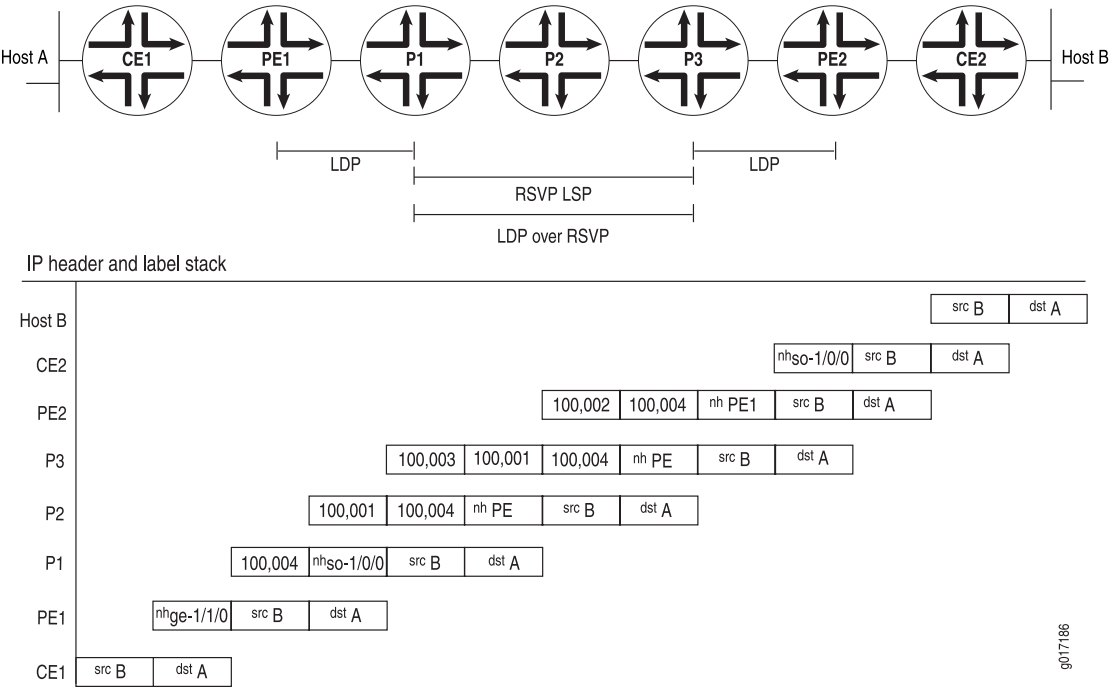 Host A CE1 PE1 P1 P2 P3 PE2 CE2 Host B
LDP LDP
RSVP LSP
LDP over RSVP
IP header and label stack
Host B src B dst A
CE2 nhso-1/0/0 src B dst A
PE2 100,002 100,004 nh PE1 src B dst A
P3 100,003 100,001 100,004 nh PE src B dst A
P2 100,001 100,004 nh PE src B dst A
P1 100,004 nhso-1/0/0 src B dst A
PE1 nhge-1/1/0 src B dst A
CE1 src B dst A
g017186